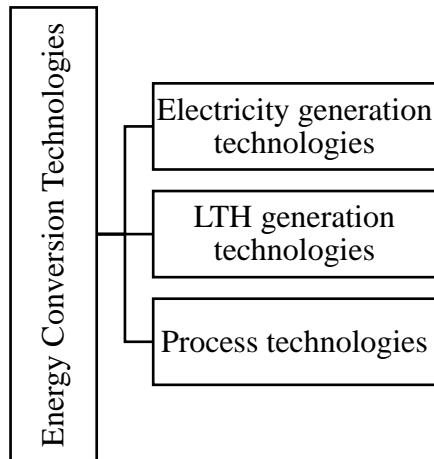 Energy Conversion Technologies
Electricity generation
technologies
LTH generation
technologies
Process technologies